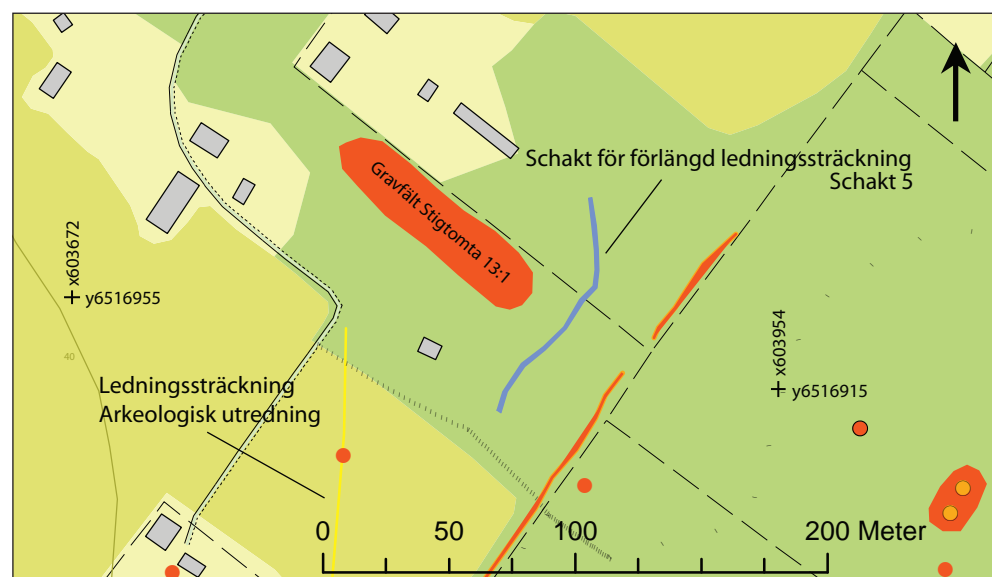 Schakt för förlängd ledningssträckning
Schakt 5
Gravfält Stigtomta 13:1
x603672
y6516955
x603954
y6516915
40
Ledningssträckning
Arkeologisk utredning
0 50 100 200 Meter